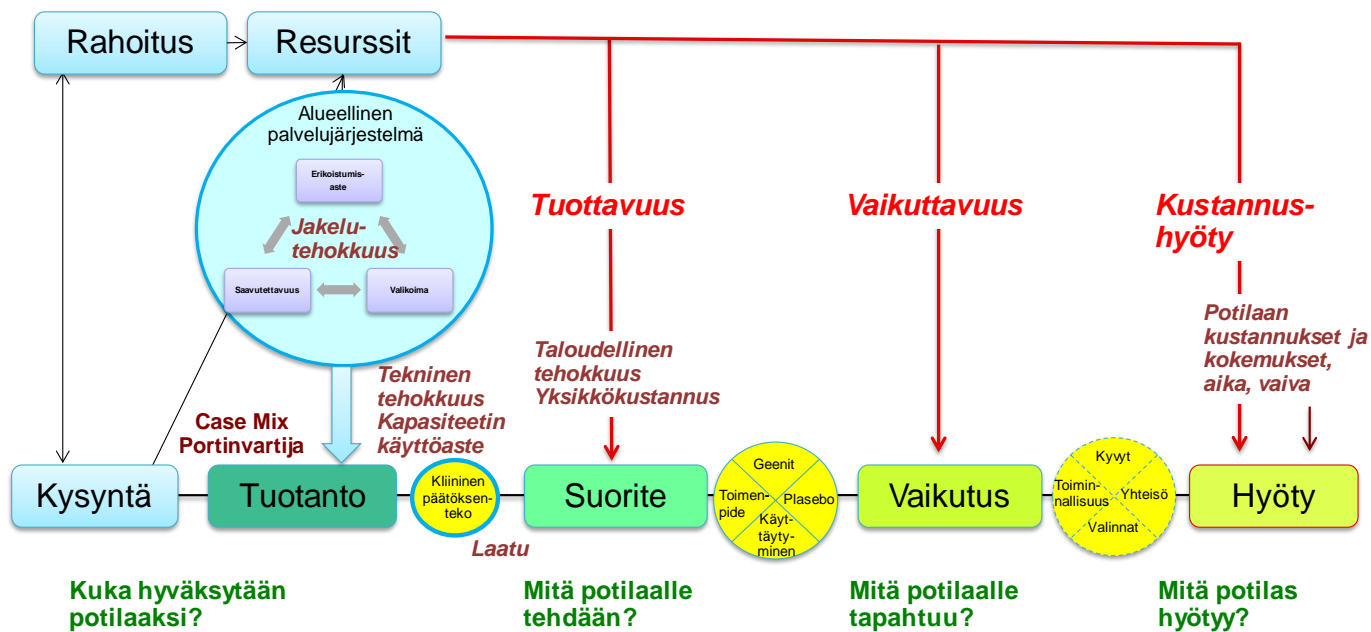 Rahoitus
Resurssit
Alueellinen
palvelujärjestelmä
Erikoistumis-
aste
Jakelu-
tehokkuus
Saavutettavuus
Valikoima
Tuottavuus
Vaikuttavuus
Kustannus-
hyöty
Potilaan
kustannukset ja
kokemukset,
aika, vaiva
Taloudellinen
tehokkuus
Yksikkökustannus
Tekninen
tehokkuus
Kapasiteetin
käyttöaste
Case Mix
Portinvartija
Kysyntä
Tuotanto
Kliininen
päätöksen-
teko
Laatu
Suorite
Geenit
Toimen-
pide
Plasebo
Käyt-
täyty-
minen
Vaikutus
Kyvyt
Toimin-
nallisuus
Yhteisö
Valinnat
Hyöty
Kuka hyväksytään
potilaaksi?
Mitä potilaalle
tehdään?
Mitä potilaalle
tapahtuu?
Mitä potilas
hyötyy?